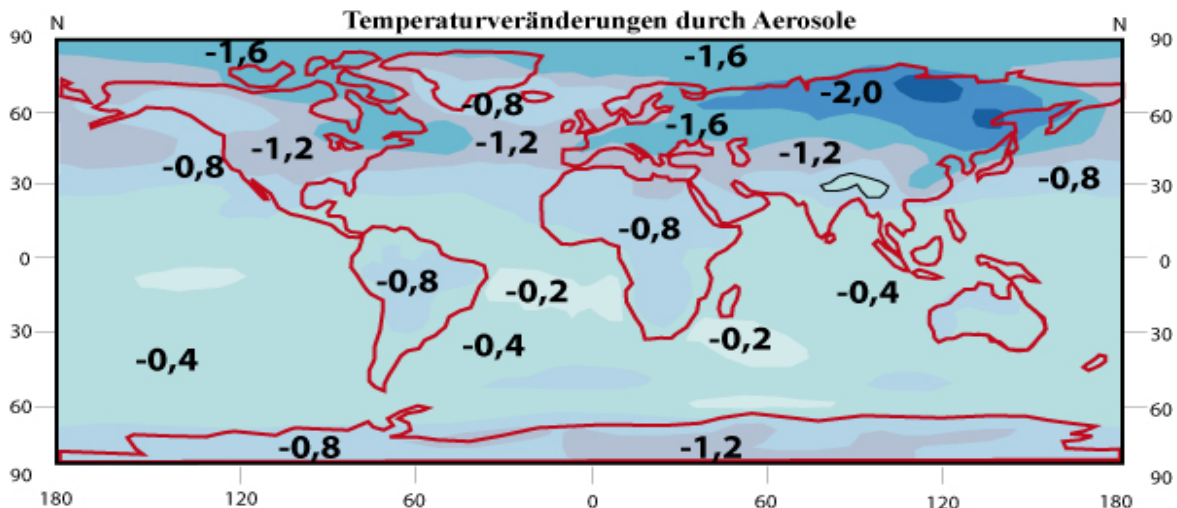 Temperaturveränderungen durch Aerosole
N N
90 90
-1,6 -1,6
-2,0
-0,8
60 60
-1,6
-1,2 -1,2 -1,2
-0,8 -0,8
30 30
-0,8
0 0
-0,8 -0,2 -0,4
30 30
-0,4 -0,4 -0,2
60 60
-0,8 -1,2
90 90
180 120 60 0 60 120 180